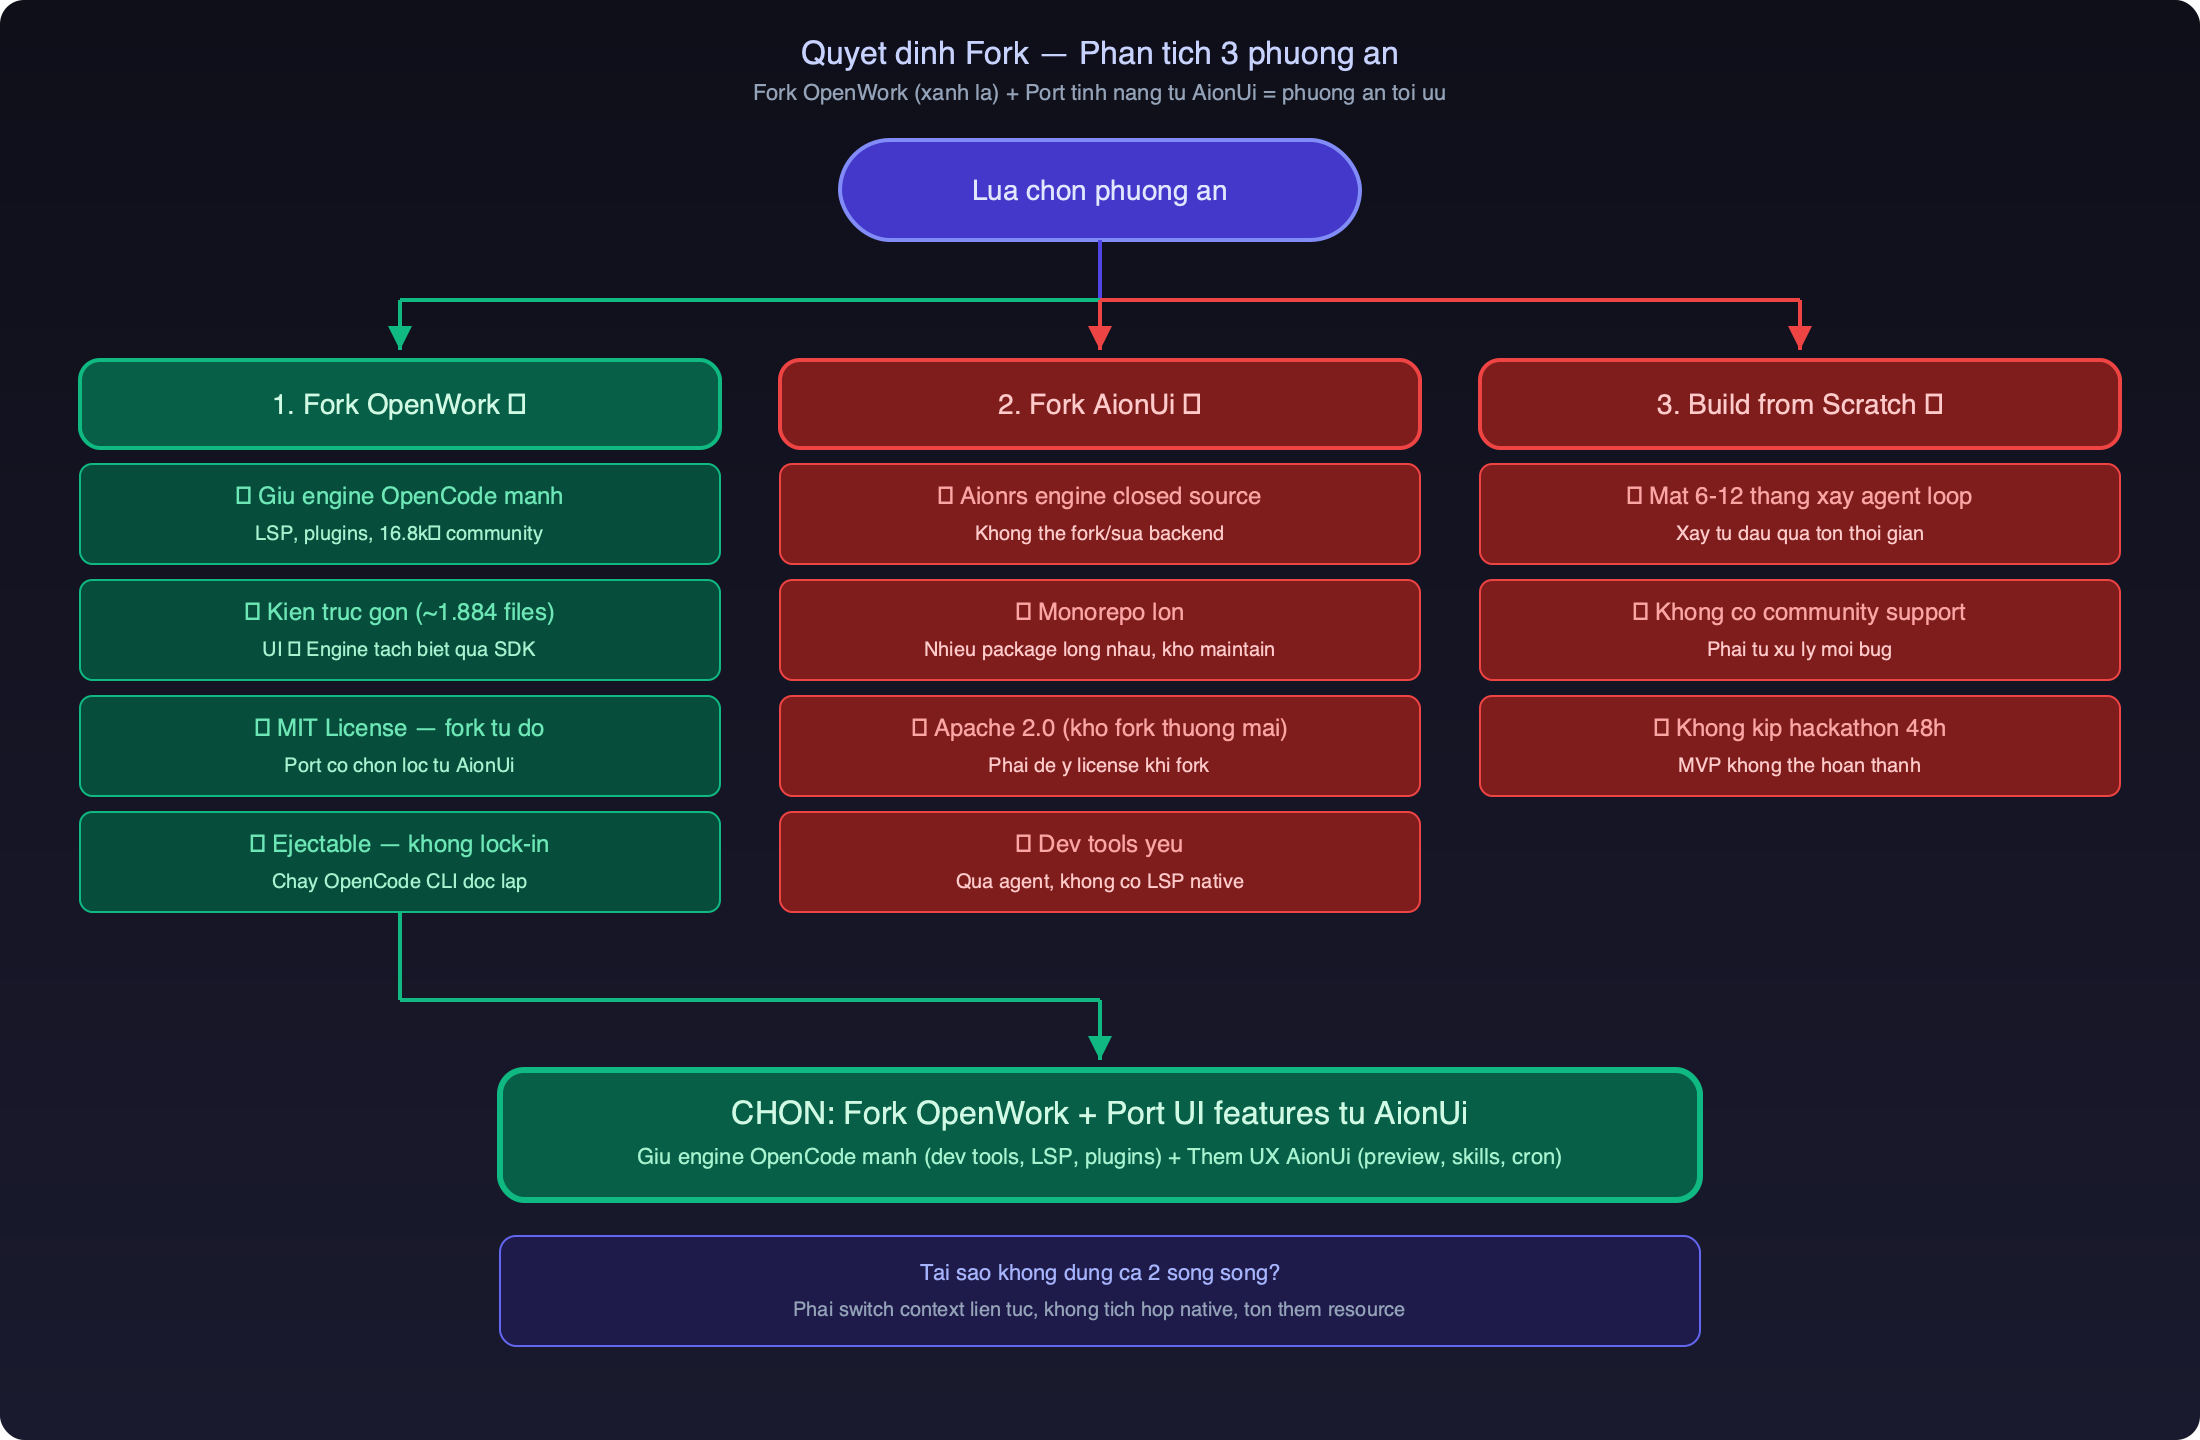 Quyet dinh Fork — Phan tich 3 phuong an
Fork OpenWork (xanh la) + Port tinh nang tu AionUi = phuong an toi uu
Lua chon phuong an
1. Fork OpenWork □
□ Giu engine OpenCode manh
LSP, plugins, 16.8k□ community
□ Kien truc gon (~1.884 files)
UI □ Engine tach biet qua SDK
□ MIT License — fork tu do
Port co chon loc tu AionUi
□ Ejectable — khong lock-in
Chay OpenCode CLI doc lap
2. Fork AionUi □
□ Aionrs engine closed source
Khong the fork/sua backend
□ Monorepo lon
Nhieu package long nhau, kho maintain
□ Apache 2.0 (kho fork thuong mai)
Phai de y license khi fork
□ Dev tools yeu
Qua agent, khong co LSP native
3. Build from Scratch □
□ Mat 6-12 thang xay agent loop
Xay tu dau qua ton thoi gian
□ Khong co community support
Phai tu xu ly moi bug
□ Khong kip hackathon 48h
MVP khong the hoan thanh
CHON: Fork OpenWork + Port UI features tu AionUi
Giu engine OpenCode manh (dev tools, LSP, plugins) + Them UX AionUi (preview, skills, cron)
Tai sao khong dung ca 2 song song?
Phai switch context lien tuc, khong tich hop native, ton them resource